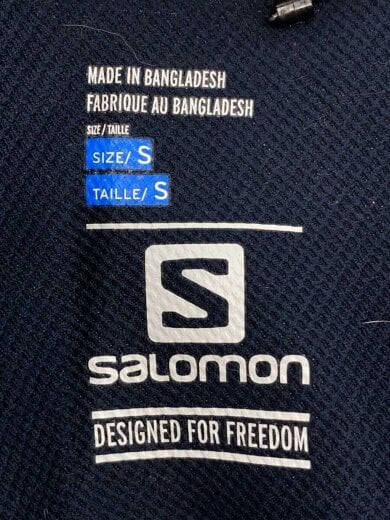 MADE IN BANGLADESH
FABRIQUE AU BANGLADESH
SIZE/TAILLE
SIZE/ S
TAILLE/ S
S
SALOMON
DESIGNED FOR FREEDOM